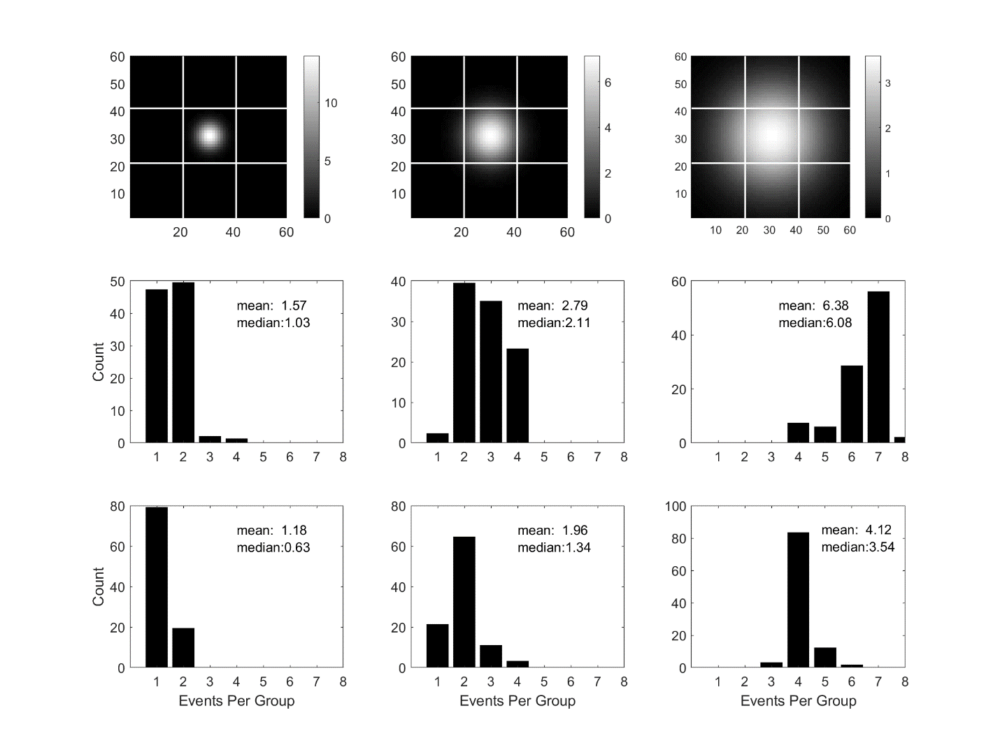 60
50
40
30
20
10
20 40 60
10
5
0
60
50
40
30
20
10
20 40 60
6
4
2
0
60
50
40
30
20
10
10 20 30 40 50 60
3
2
1
0
50
40
30
20
10
0
Count
mean: 1.57
median:1.03
1 2 3 4 5 6 7 8
40
30
20
10
0
mean: 2.79
median:2.11
1 2 3 4 5 6 7 8
60
40
20
0
mean: 6.38
median:6.08
1 2 3 4 5 6 7 8
80
60
40
20
0
Count
mean: 1.18
median:0.63
1 2 3 4 5 6 7 8
Events Per Group
80
60
40
20
0
mean: 1.96
median:1.34
1 2 3 4 5 6 7 8
Events Per Group
100
80
60
40
20
0
mean: 4.12
median:3.54
1 2 3 4 5 6 7 8
Events Per Group